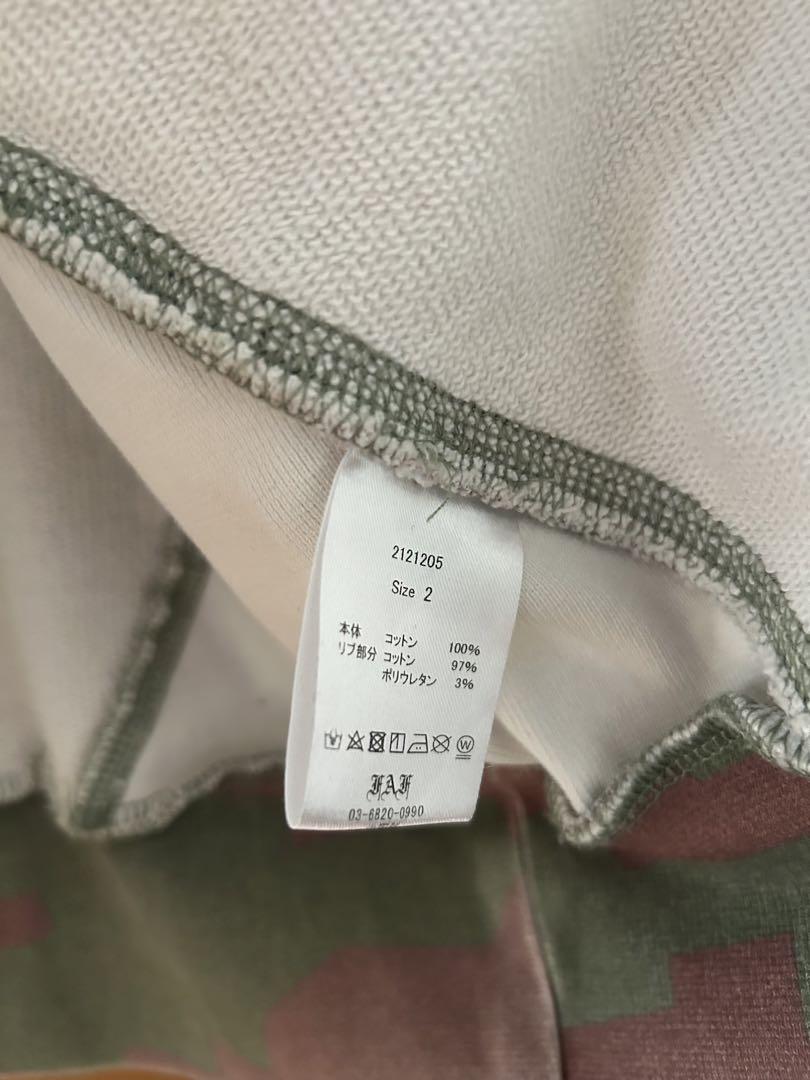 2121205
Size 2
本体 コットン 100%
リブ部分 コットン 97%
ポリウレタン 3%
W
FAF
03-6820-0990